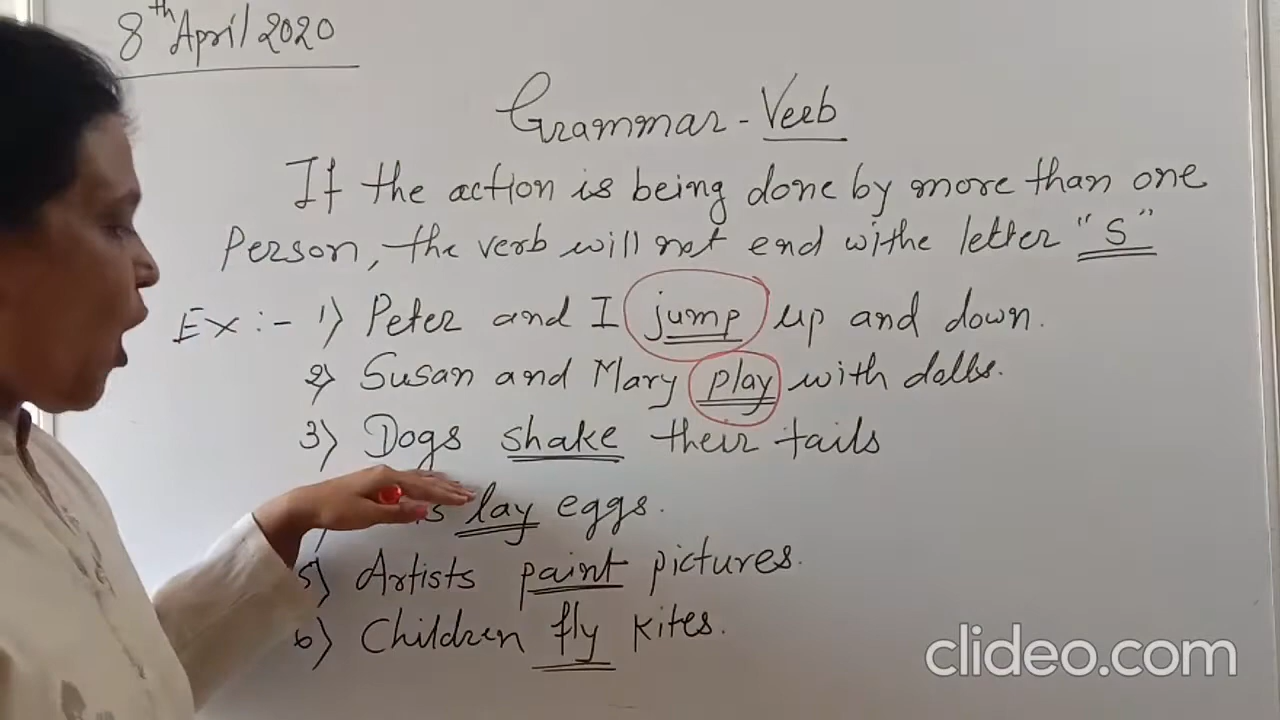 8th April 2020
Grammar - Verb
If the action is being done by more than one
Person, the verb will not end withe letter "S"
Ex :- 1) Peter and I jump up and down.
2) Susan and Mary play with dolls.
3) Dogs shake their tails
lay eggs.
5) Artists paint pictures.
6) Children fly kites.
clideo.com